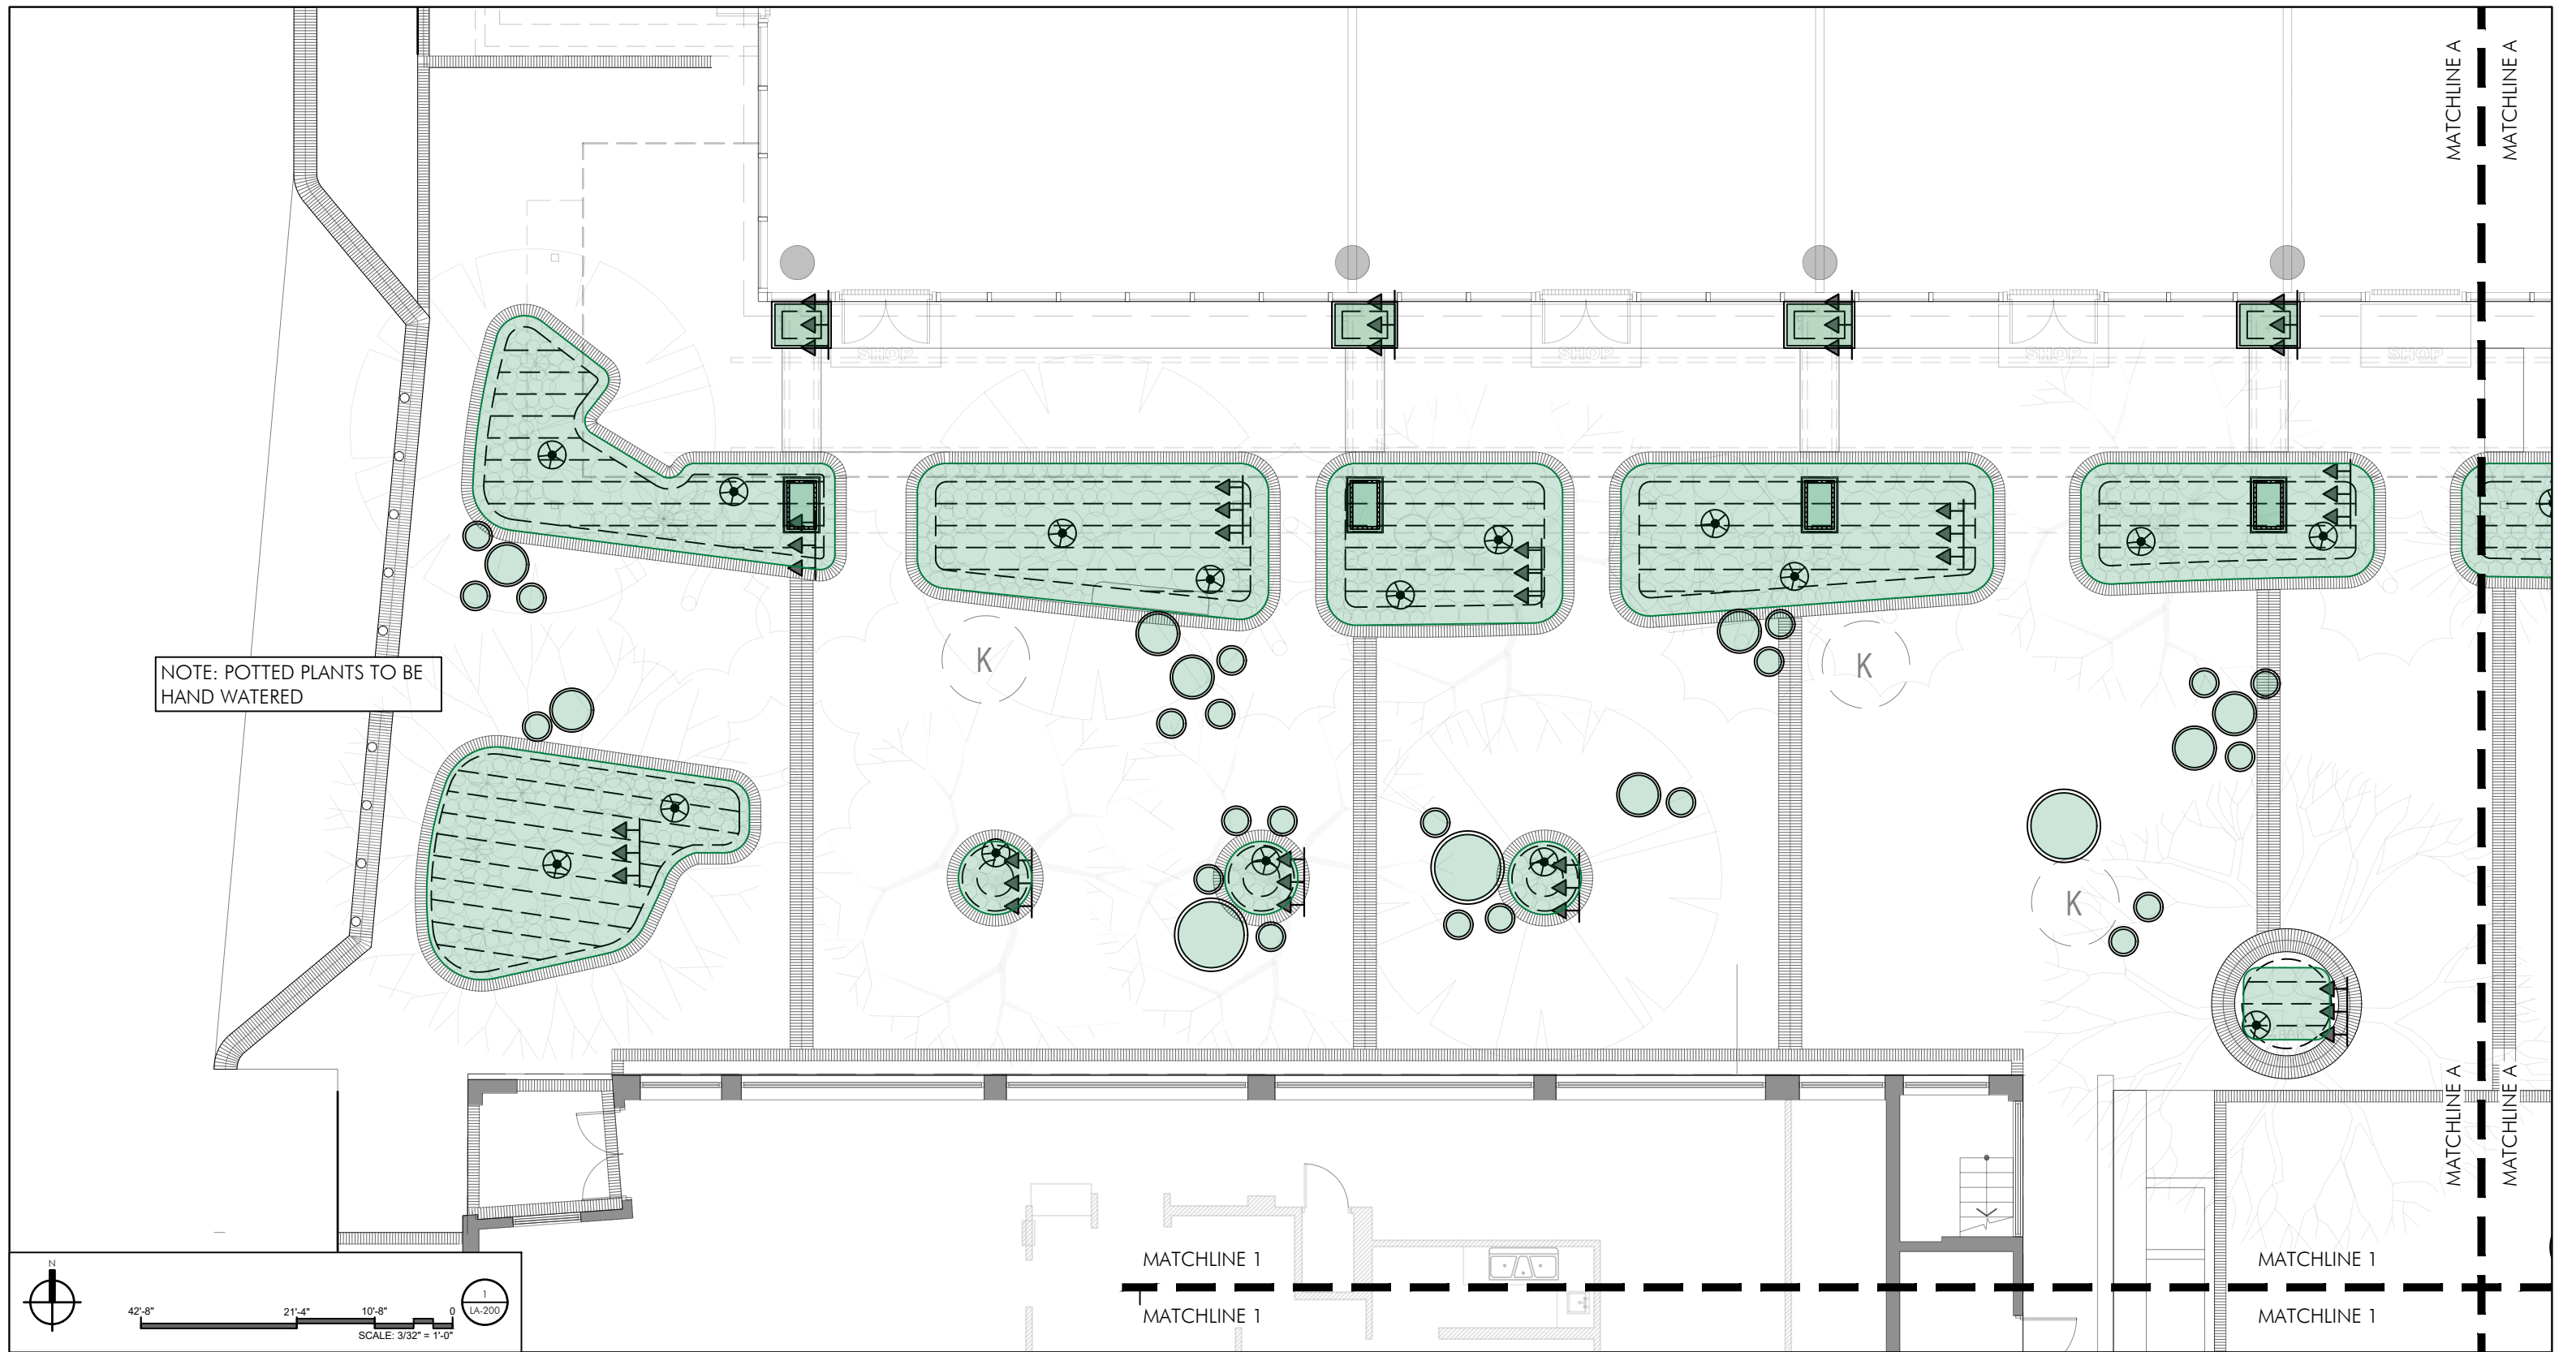 MATCHLINE A
MATCHLINE A
SHOP
SHOP
SHOP
SHOP
NOTE: POTTED PLANTS TO BE
HAND WATERED
K
K
K
MATCHLINE A
MATCHLINE A
MATCHLINE 1
MATCHLINE 1
MATCHLINE 1
MATCHLINE 1
N
42'-8"
21'-4"
10'-8"
0
SCALE: 3/32" = 1'-0"
1
LA-200